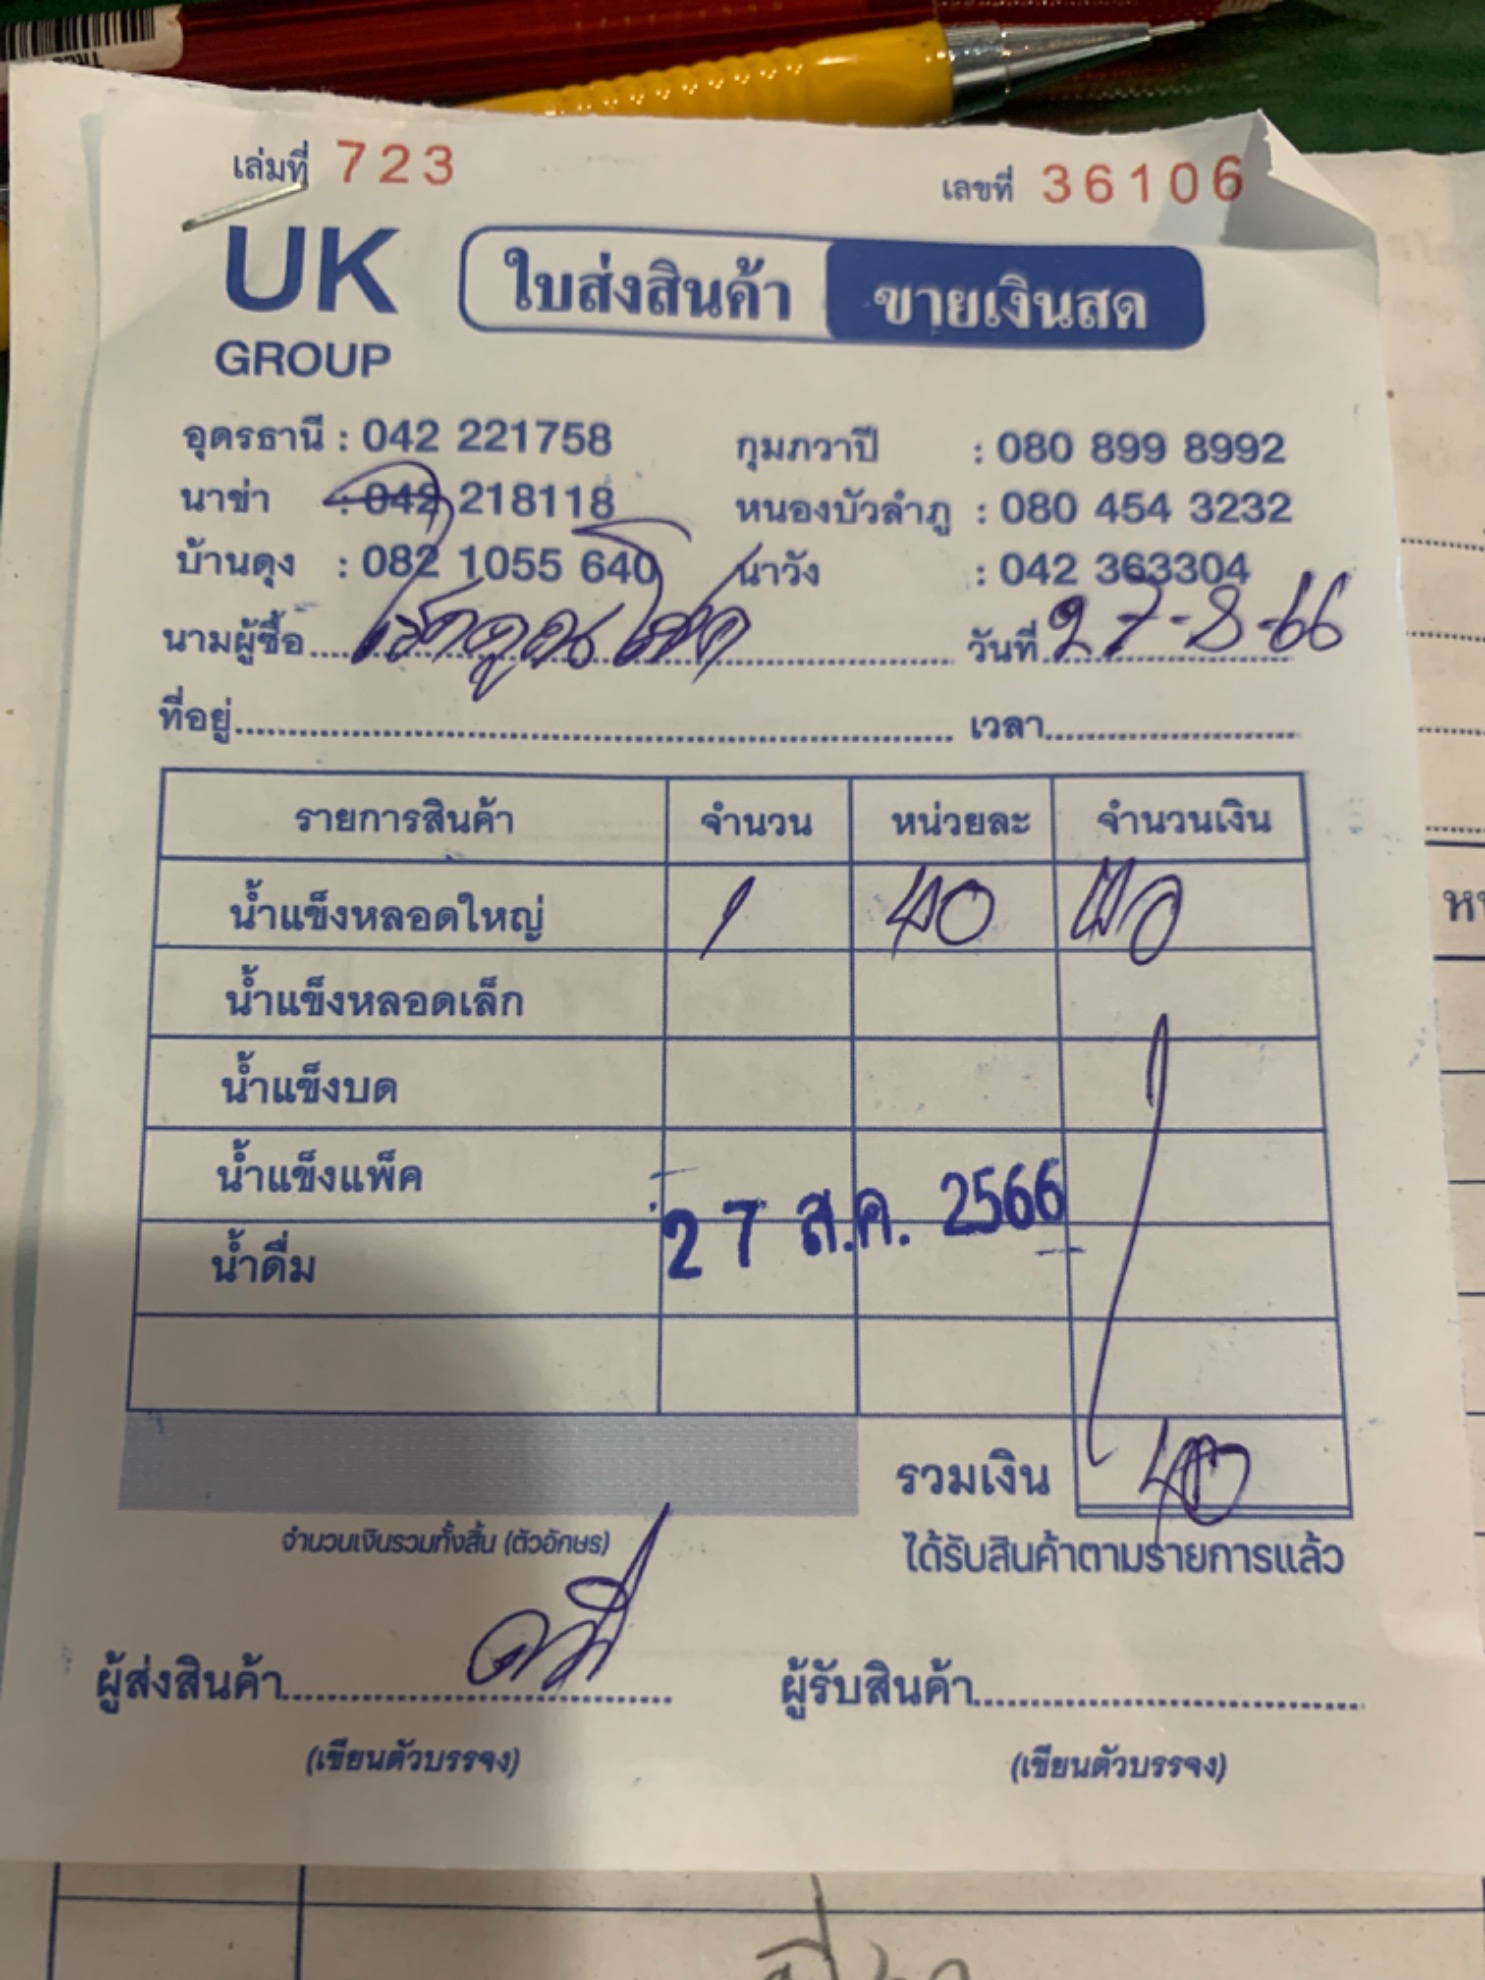 เล่มที่ 723 เลขที่ 36106
UK GROUP ใบส่งสินค้า ขายเงินสด
อุดรธานี : 042 221758 กุมภวาปี : 080 899 8992
นาข่า : 042 218118 หนองบัวลำภู : 080 454 3232
บ้านดุง : 082 1055 640 นาวัง : 042 363304
นามผู้ซื้อ วันที่ 27-8-66
ที่อยู่ เวลา
รายการสินค้า จำนวน หน่วยละ จำนวนเงิน
น้ำแข็งหลอดใหญ่ 1 40 40
น้ำแข็งหลอดเล็ก
น้ำแข็งบด
น้ำแข็งแพ็ค
27 ส.ค. 2566
น้ำดื่ม
รวมเงิน 40
จำนวนเงินรวมทั้งสิ้น (ตัวอักษร) ได้รับสินค้าตามรายการแล้ว
ผู้ส่งสินค้า ผู้รับสินค้า
(เขียนตัวบรรจง) (เขียนตัวบรรจง)